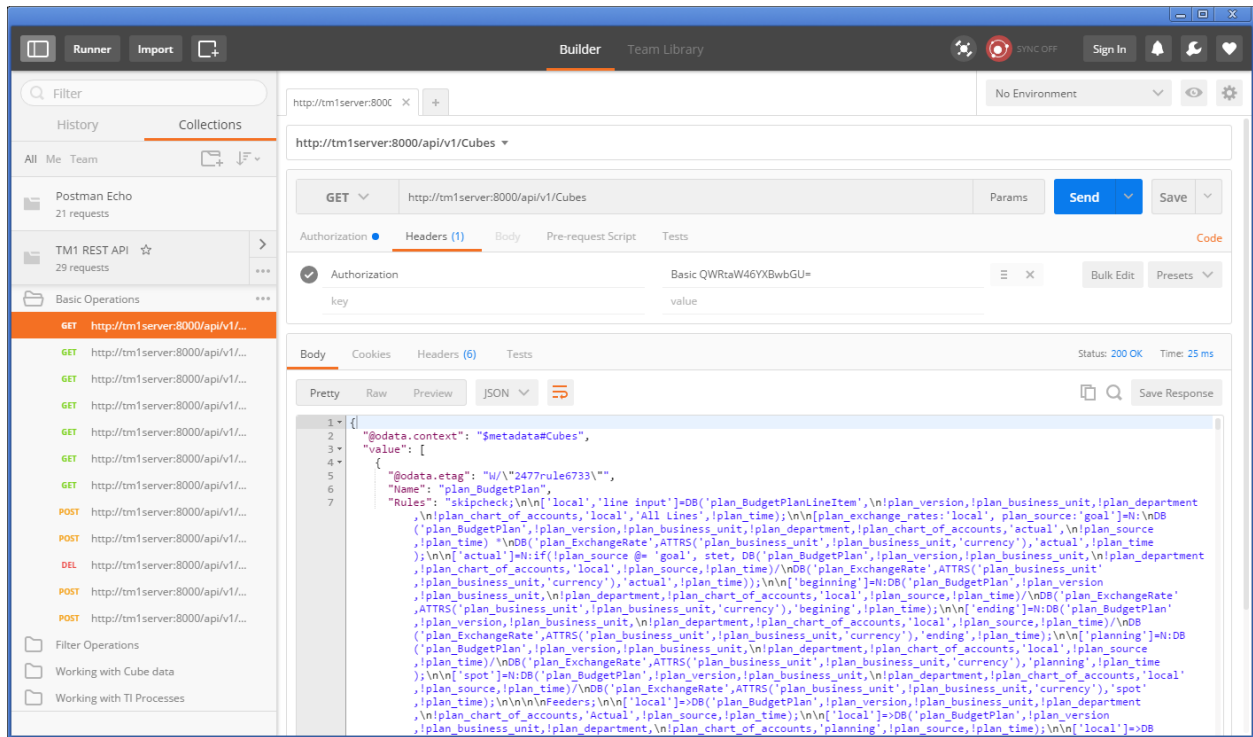 Runner Import Builder Team Library SYNC OFF Sign In
Filter
History Collections
All Me Team
Postman Echo
21 requests
TM1 REST API
29 requests
Basic Operations
GET http://tm1server:8000/api/v1/...
GET http://tm1server:8000/api/v1/...
GET http://tm1server:8000/api/v1/...
GET http://tm1server:8000/api/v1/...
GET http://tm1server:8000/api/v1/...
GET http://tm1server:8000/api/v1/...
GET http://tm1server:8000/api/v1/...
POST http://tm1server:8000/api/v1/...
POST http://tm1server:8000/api/v1/...
DEL http://tm1server:8000/api/v1/...
POST http://tm1server:8000/api/v1/...
POST http://tm1server:8000/api/v1/...
Filter Operations
Working with Cube data
Working with TI Processes
http://tm1server:800C X + No Environment
http://tm1server:8000/api/v1/Cubes
GET http://tm1server:8000/api/v1/Cubes Params Send Save
Authorization Headers (1) Body Pre-request Script Tests Code
Authorization Basic QWRtaW46YXBwbGU= Bulk Edit Presets
key value
Body Cookies Headers (6) Tests Status: 200 OK Time: 25 ms
Pretty Raw Preview JSON Save Response
1 {
2 "@odata.context": "$metadata#Cubes",
3 "value": [
4 {
5 "@odata.etag": "W/\"2477rule6733\"",
6 "Name": "plan_BudgetPlan",
7 "Rules": "skipcheck;\n\n['local','line input']=DB('plan_BudgetPlanLineItem',\n!plan_version,!plan_business_unit,!plan_department
,\n!plan_chart_of_accounts,'local','All Lines',!plan_time);\n\n[plan_exchange_rates:'local', plan_source:'goal']=N:\nDB
('plan_BudgetPlan',!plan_version,!plan_business_unit,!plan_department,!plan_chart_of_accounts,'actual',\n!plan_source
,!plan_time) *\nDB('plan_ExchangeRate',ATTRS('plan_business_unit',!plan_business_unit,'currency'),'actual',!plan_time
);\n\n['actual']=N:if(!plan_source @= 'goal', stet, DB('plan_BudgetPlan',!plan_version,!plan_business_unit,\n!plan_department
,!plan_chart_of_accounts,'local',!plan_source,!plan_time)/\nDB('plan_ExchangeRate',ATTRS('plan_business_unit'
,!plan_business_unit,'currency'),'actual',!plan_time));\n\n['beginning']=N:DB('plan_BudgetPlan',!plan_version
,!plan_business_unit,\n!plan_department,!plan_chart_of_accounts,'local',!plan_source,!plan_time)/\nDB('plan_ExchangeRate'
,ATTRS('plan_business_unit',!plan_business_unit,'currency'),'begining',!plan_time);\n\n['ending']=N:DB('plan_BudgetPlan'
,!plan_version,!plan_business_unit,\n!plan_department,!plan_chart_of_accounts,'local',!plan_source,!plan_time)/\nDB
('plan_ExchangeRate',ATTRS('plan_business_unit',!plan_business_unit,'currency'),'ending',!plan_time);\n\n['planning']=N:DB
('plan_BudgetPlan',!plan_version,!plan_business_unit,\n!plan_department,!plan_chart_of_accounts,'local',!plan_source
,!plan_time)/\nDB('plan_ExchangeRate',ATTRS('plan_business_unit',!plan_business_unit,'currency'),'planning',!plan_time
);\n\n['spot']=N:DB('plan_BudgetPlan',!plan_version,!plan_business_unit,\n!plan_department,!plan_chart_of_accounts,'local'
,!plan_source,!plan_time)/\nDB('plan_ExchangeRate',ATTRS('plan_business_unit',!plan_business_unit,'currency'),'spot'
,!plan_time);\n\n\n\nFeeders;\n\n['local']=>DB('plan_BudgetPlan',!plan_version,!plan_business_unit,!plan_department
,\n!plan_chart_of_accounts,'Actual',!plan_source,!plan_time);\n\n['local']=>DB('plan_BudgetPlan',!plan_version
,!plan_business_unit,!plan_department,\n!plan_chart_of_accounts,'planning',!plan_source,!plan_time);\n\n['local']=>DB